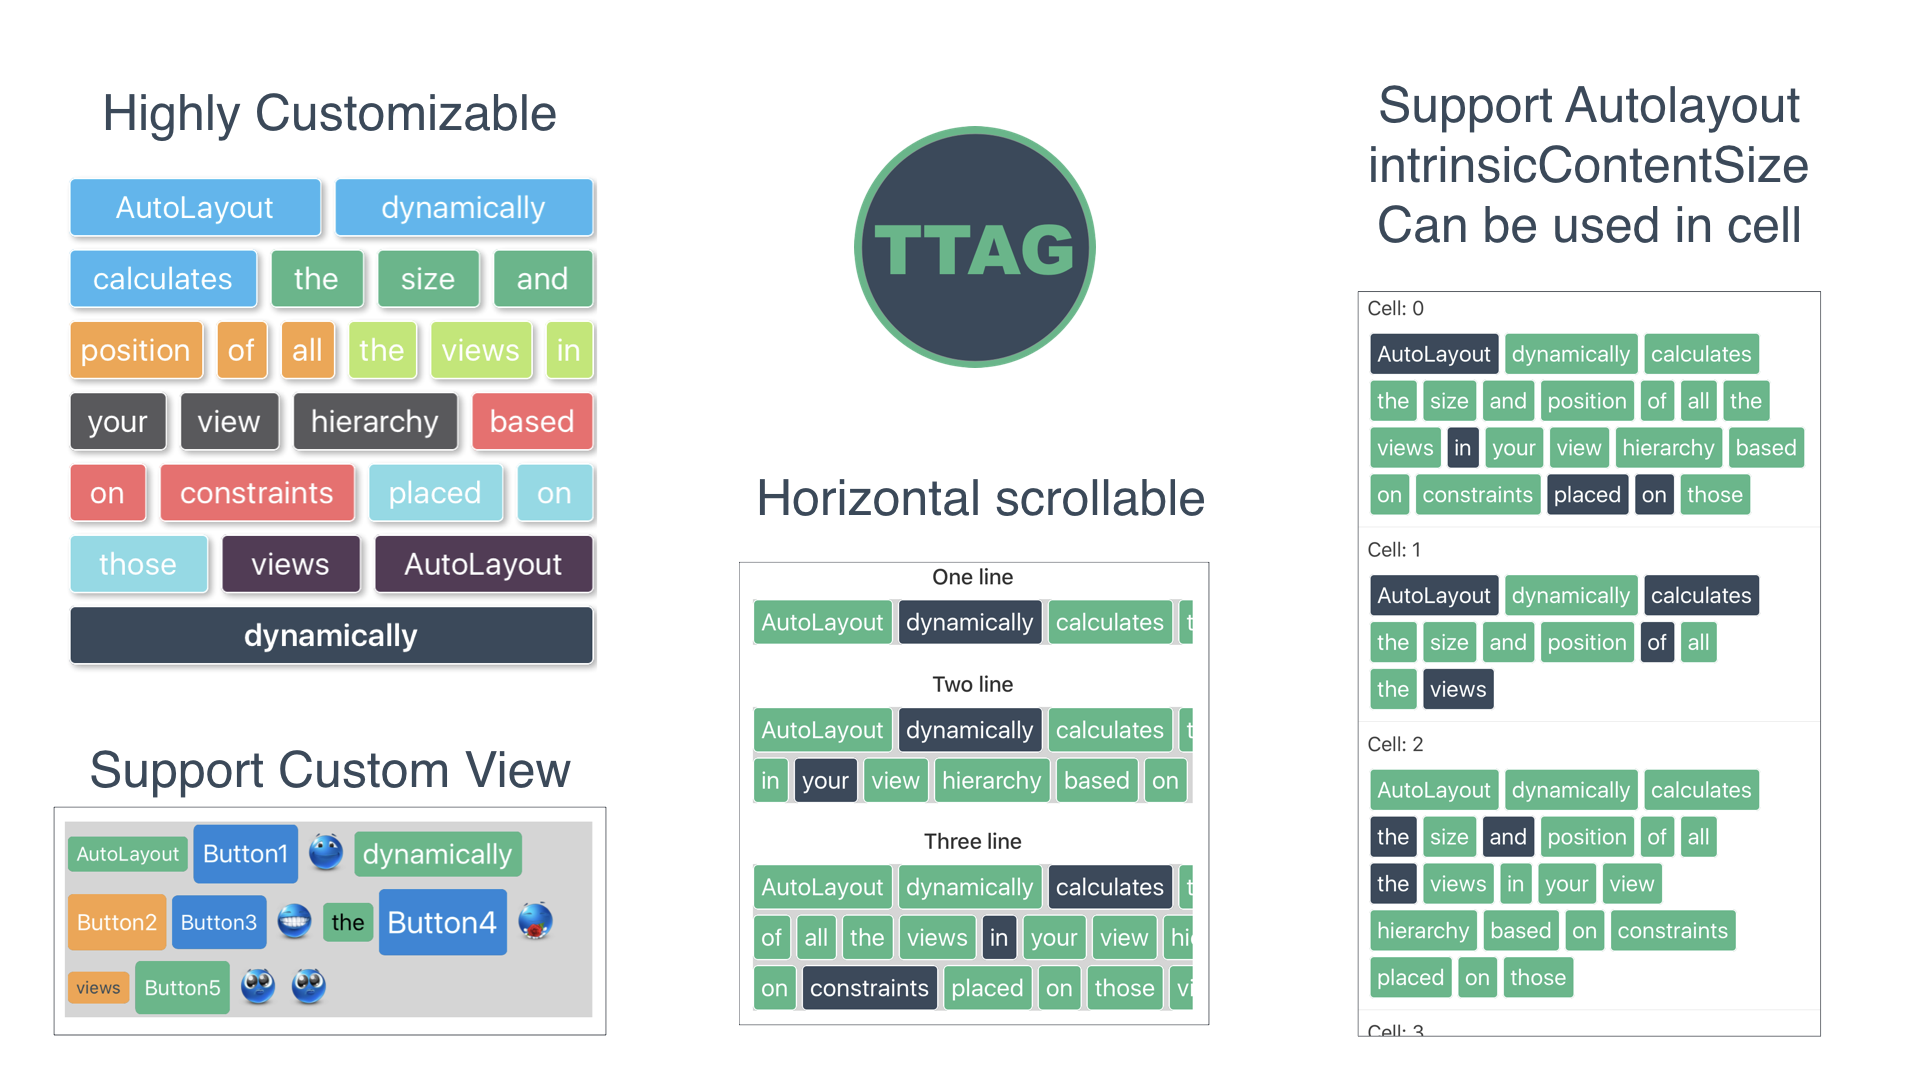 Highly Customizable
AutoLayout dynamically
calculates the size and
position of all the views in
your view hierarchy based
on constraints placed on
those views AutoLayout
dynamically
Support Custom View
AutoLayout Button1 dynamically
Button2 Button3 the Button4
views Button5
TTAG
Horizontal scrollable
One line
AutoLayout dynamically calculates t
Two line
AutoLayout dynamically calculates t
in your view hierarchy based on
Three line
AutoLayout dynamically calculates t
of all the views in your view hi
on constraints placed on those vi
Support Autolayout
intrinsicContentSize
Can be used in cell
Cell: 0
AutoLayout dynamically calculates
the size and position of all the
views in your view hierarchy based
on constraints placed on those
Cell: 1
AutoLayout dynamically calculates
the size and position of all
the views
Cell: 2
AutoLayout dynamically calculates
the size and position of all
the views in your view
hierarchy based on constraints
placed on those
Cell: 3